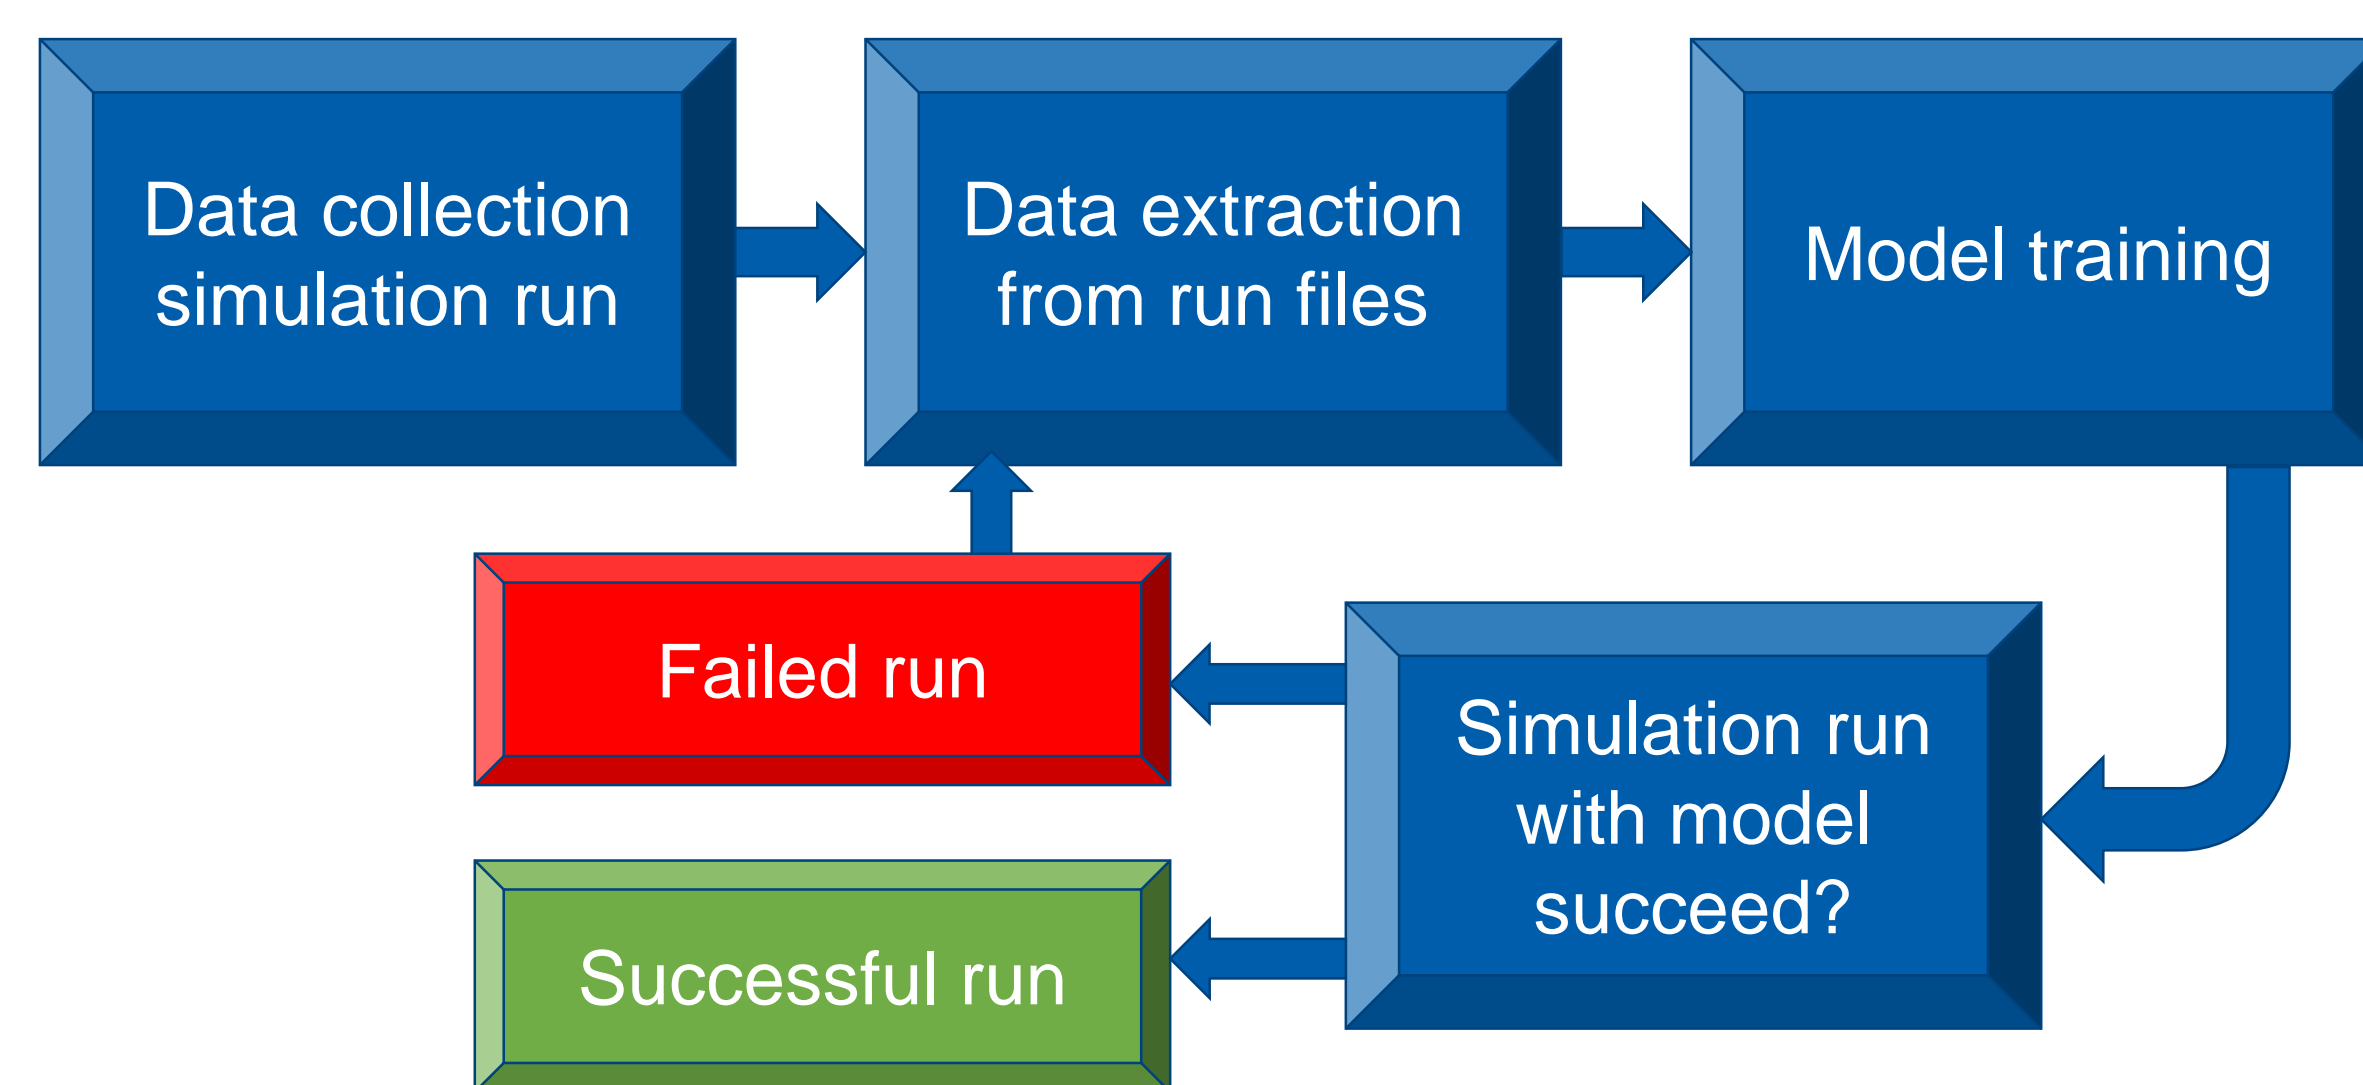 Data collection
simulation run
Data extraction
from run files
Model training
Failed run
Simulation run
with model
succeed?
Successful run